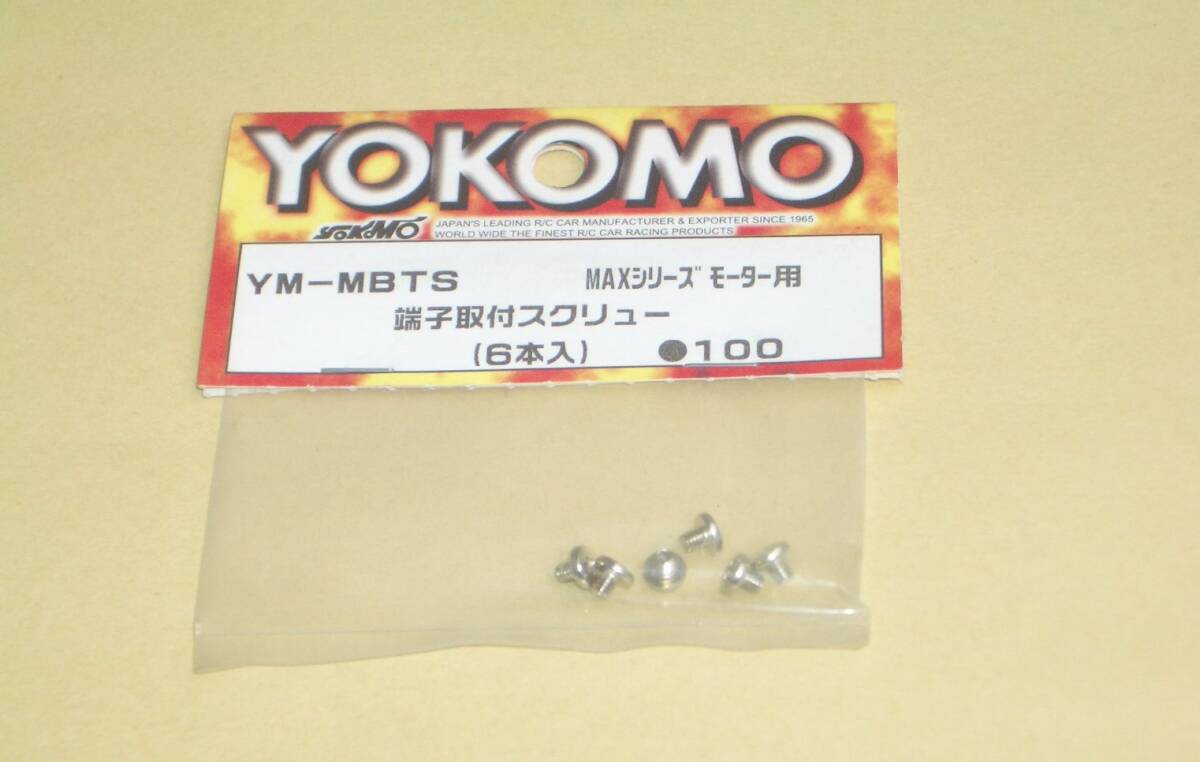 YOKOMO
YOKOMO JAPAN'S LEADING R/C CAR MANUFACTURER & EXPORTER SINCE 1965
WORLD WIDE THE FINEST R/C CAR RACING PRODUCTS
YM-MBTS MAXシリーズ モーター用
端子取付スクリュー
(6本入) ●100